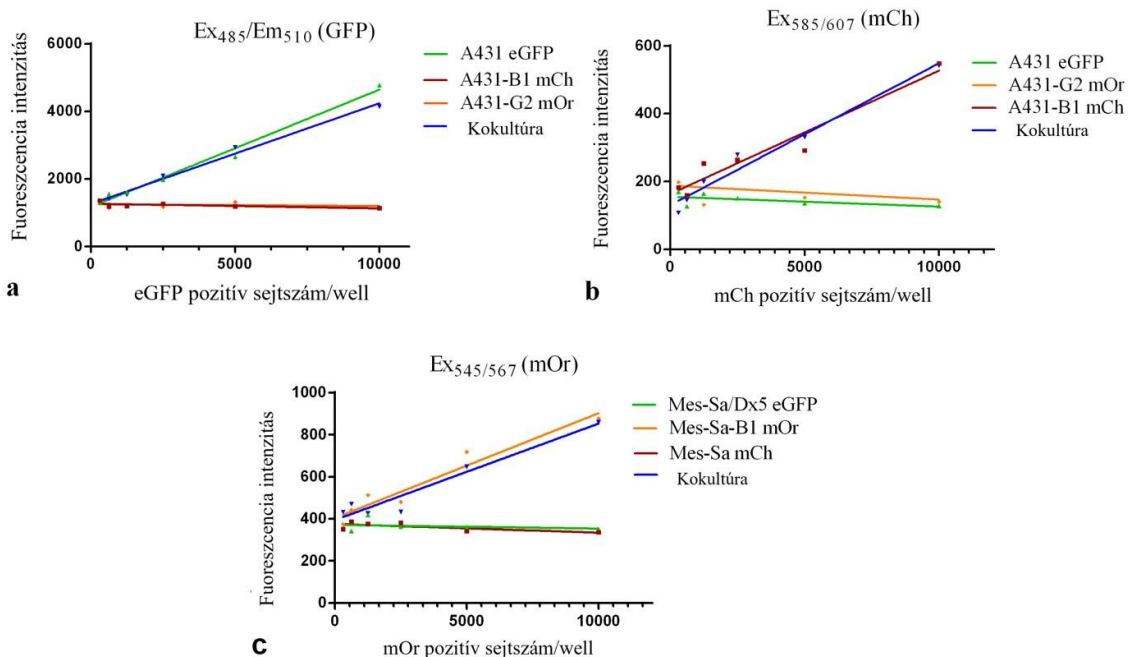 Ex485/Em510 (GFP)
Fuoreszcencia intenzitás
6000
4000
2000
0
0
5000
10000
eGFP pozitív sejtszám/well
A431 eGFP
A431-B1 mCh
A431-G2 mOr
Kokultúra
a
Ex585/607 (mCh)
Fuoreszcencia intenzitás
600
400
200
0
0
5000
10000
mCh pozitív sejtszám/well
A431 eGFP
A431-G2 mOr
A431-B1 mCh
Kokultúra
b
Ex545/567 (mOr)
Fuoreszcencia intenzitás
1000
800
600
400
200
0
0
5000
10000
mOr pozitív sejtszám/well
Mes-Sa/Dx5 eGFP
Mes-Sa-B1 mOr
Mes-Sa mCh
Kokultúra
c